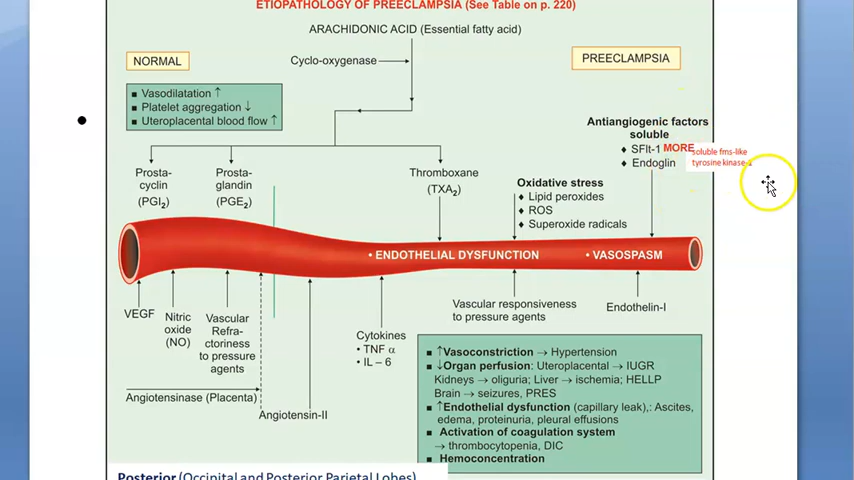 ETIOPATHOLOGY OF PREECLAMPSIA (See Table on p. 220)
ARACHIDONIC ACID (Essential fatty acid)
Cyclo-oxygenase
NORMAL
PREECLAMPSIA
▪ Vasodilatation ↑
▪ Platelet aggregation ↓
▪ Uteroplacental blood flow ↑
Antiangiogenic factors
soluble
♦ SFlt-1 MORE
♦ Endoglin
soluble fms-like
tyrosine kinase-1
Prosta-
cyclin
(PGI₂)
Prosta-
glandin
(PGE₂)
Thromboxane
(TXA₂)
Oxidative stress
♦ Lipid peroxides
♦ ROS
♦ Superoxide radicals
• ENDOTHELIAL DYSFUNCTION
• VASOSPASM
VEGF
Nitric
oxide
(NO)
Vascular
Refra-
ctoriness
to pressure
agents
Cytokines
• TNF α
• IL – 6
Vascular responsiveness
to pressure agents
Endothelin-I
Angiotensinase (Placenta)
Angiotensin-II
▪ ↑Vasoconstriction → Hypertension
▪ ↓Organ perfusion: Uteroplacental → IUGR
Kidneys → oliguria; Liver → ischemia; HELLP
Brain → seizures, PRES
▪ ↑Endothelial dysfunction (capillary leak),: Ascites,
edema, proteinuria, pleural effusions
▪ Activation of coagulation system
→ thrombocytopenia, DIC
▪ Hemoconcentration
Posterior (Occipital and Posterior Parietal Lobes)